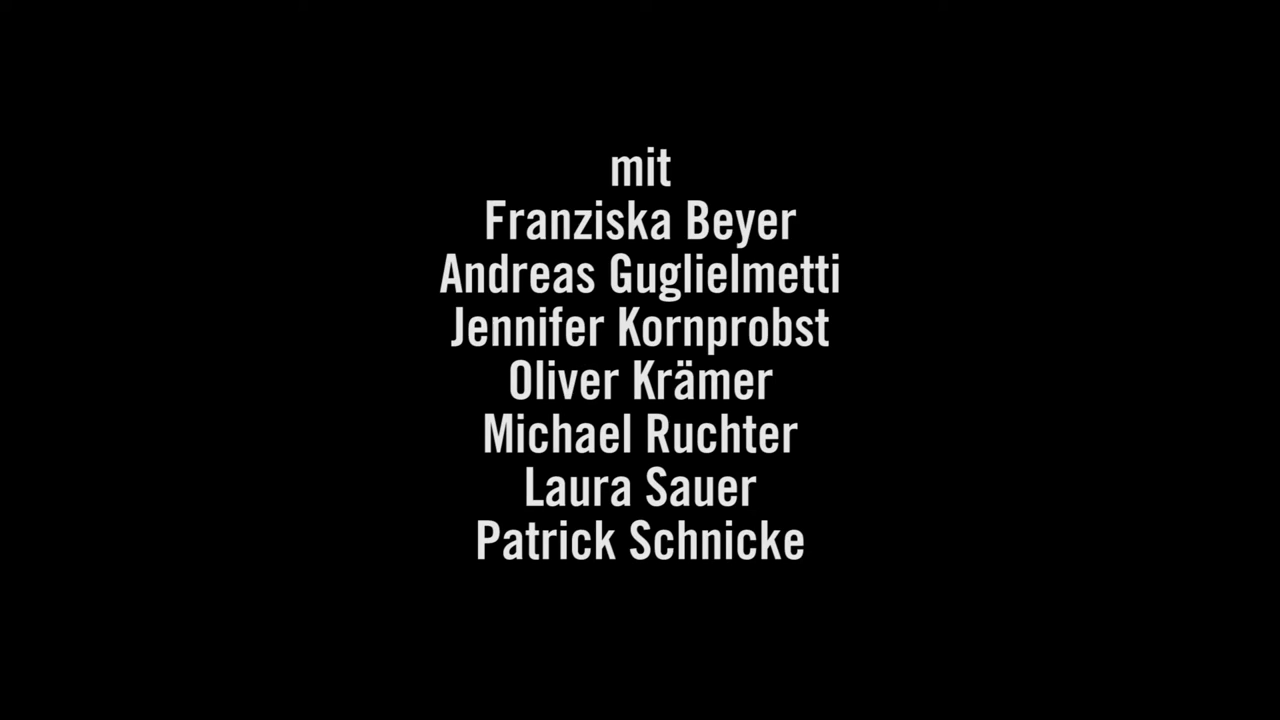 mit
Franziska Beyer
Andreas Guglielmetti
Jennifer Kornprobst
Oliver Krämer
Michael Ruchter
Laura Sauer
Patrick Schnicke